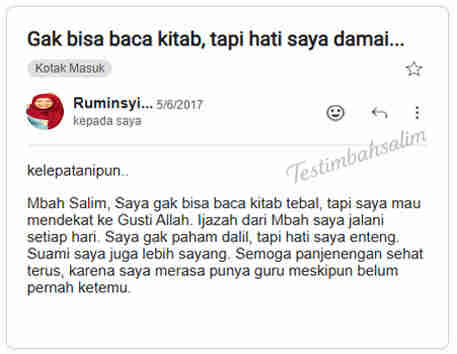 Gak bisa baca kitab, tapi hati saya damai...
Kotak Masuk
Ruminsyi... 5/6/2017
kepada saya
Testimbahsalim
kelepatanipun..
Mbah Salim, Saya gak bisa baca kitab tebal, tapi saya mau
mendekat ke Gusti Allah. Ijazah dari Mbah saya jalani
setiap hari. Saya gak paham dalil, tapi hati saya enteng.
Suami saya juga lebih sayang. Semoga panjenengan sehat
terus, karena saya merasa punya guru meskipun belum
pernah ketemu.